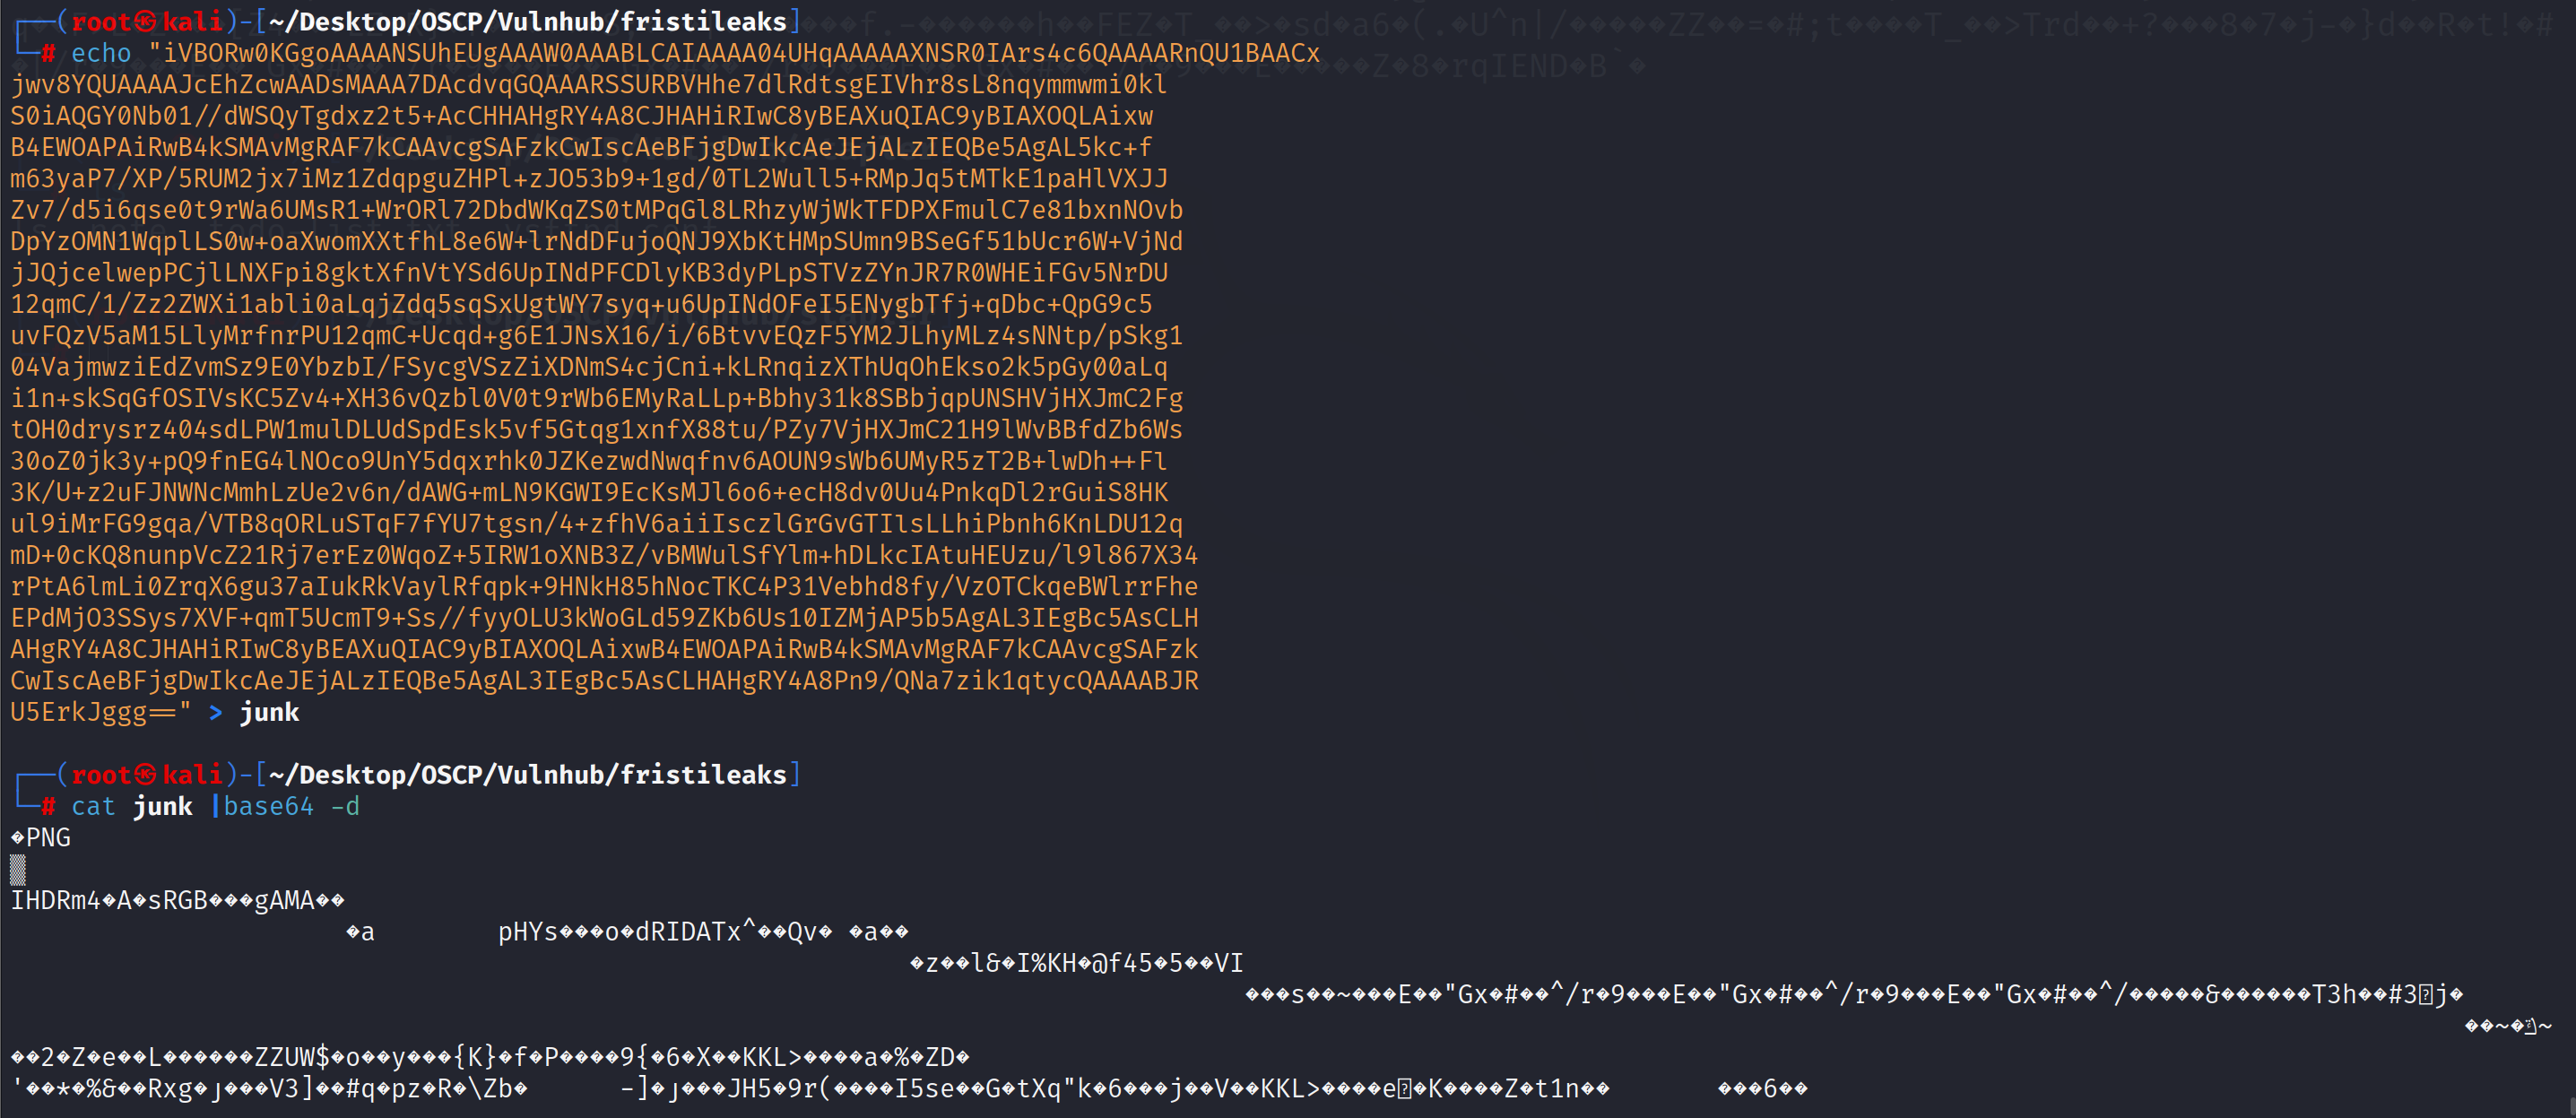 ┌──(root㉿kali)-[~/Desktop/OSCP/Vulnhub/fristileaks]
└─# echo "iVBORw0KGgoAAAANSUhEUgAAAW0AAABLCAIAAAA04UHqAAAAAXNSR0IArs4c6QAAAARnQU1BAACx
jwv8YQUAAAAJcEhZcwAADsMAAA7DAcdvqGQAAARSSURBVHhe7dlRdtsgEIVhr8sL8nqymmwmi0kl
S0iAQGY0Nb01//dWSQyTgdxz2t5+AcCHHAHgRY4A8CJHAHiRIwC8yBEAXuQIAC9yBIAXOQLAixw
B4EWOAPAiRwB4kSMAvMgRAF7kCAAvcgSAFzkCwIscAeBFjgDwIkcAeJEjALzIEQBe5AgAL5kc+f
m63yaP7/XP/5RUM2jx7iMz1ZdqpguZHPl+zJO53b9+1gd/0TL2Wull5+RMpJq5tMTkE1paHlVXJJ
Zv7/d5i6qse0t9rWa6UMsR1+WrORl72DbdWKqZS0tMPqGl8LRhzyWjWkTFDPXFmulC7e81bxnNOvb
DpYzOMN1WqplLS0w+oaXwomXXtfhL8e6W+lrNdDFujoQNJ9XbKtHMpSUmn9BSeGf51bUcr6W+VjNd
jJQjcelwepPCjlLNXFpi8gktXfnVtYSd6UpINdPFCDlyKB3dyPLpSTVzZYnJR7R0WHEiFGv5NrDU
12qmC/1/Zz2ZWXi1abli0aLqjZdq5sqSxUgtWY7syq+u6UpINdOFeI5ENygbTfj+qDbc+QpG9c5
uvFQzV5aM15LlyMrfnrPU12qmC+Ucqd+g6E1JNsX16/i/6BtvvEQzF5YM2JLhyMLz4sNNtp/pSkg1
04VajmwziEdZvmSz9E0YbzbI/FSycgVSzZiXDNmS4cjCni+kLRnqizXThUqOhEkso2k5pGy00aLq
i1n+skSqGfOSIVsKC5Zv4+XH36vQzbl0V0t9rWb6EMyRaLLp+Bbhy31k8SBbjqpUNSHVjHXJmC2Fg
tOH0drysrz404sdLPW1mulDLUdSpdEsk5vf5Gtqg1xnfX88tu/PZy7VjHXJmC21H9lWvBBfdZb6Ws
30oZ0jk3y+pQ9fnEG4lNOco9UnY5dqxrhk0JZKezwdNwqfnv6AOUN9sWb6UMyR5zT2B+lwDh++Fl
3K/U+z2uFJNWNcMmhLzUe2v6n/dAWG+mLN9KGWI9EcKsMJl6o6+ecH8dv0Uu4PnkqDl2rGuiS8HK
ul9iMrFG9gqa/VTB8qORLuSTqF7fYU7tgsn/4+zfhV6aiiIsczlGrGvGTIlsLLhiPbnh6KnLDU12q
mD+0cKQ8nunpVcZ21Rj7erEz0WqoZ+5IRW1oXNB3Z/vBMWulSfYlm+hDLkcIAtuHEUzu/l9l867X34
rPtA6lmLi0ZrqX6gu37aIukRkVaylRfqpk+9HNkH85hNocTKC4P31Vebhd8fy/VzOTCkqeBWlrrFhe
EPdMjO3SSys7XVF+qmT5UcmT9+Ss//fyyOLU3kWoGLd59ZKb6Us10IZMjAP5b5AgAL3IEgBc5AsCLH
AHgRY4A8CJHAHiRIwC8yBEAXuQIAC9yBIAXOQLAixwB4EWOAPAiRwB4kSMAvMgRAF7kCAAvcgSAFzk
CwIscAeBFjgDwIkcAeJEjALzIEQBe5AgAL3IEgBc5AsCLHAHgRY4A8Pn9/QNa7zik1qtycQAAAABJR
U5ErkJggg==" > junk
┌──(root㉿kali)-[~/Desktop/OSCP/Vulnhub/fristileaks]
└─# cat junk |base64 -d
�PNG
IHDRm4�A�sRGB���gAMA��
�a pHYs���o�dRIDATx^��Qv� �a��
�z��l&�I%KH�@f45�5��VI
���s��~���E��"Gx�#��^/r�9���E��"Gx�#��^/r�9���E��"Gx�#��^/�����&������T3h��#3j�
��2�Z�e��L������ZZUW$�o��y���{K}�f�P����9{�6�X��KKL>����a�%�ZD�
'��*�%&��Rxg�ȷ���V3]��#q�pz�R�\Zb� -]�ȷ���JH5�9r(����I5se��G�tXq"k�6���j��V��KKL>����e�K����Z�t1n�� ���6��